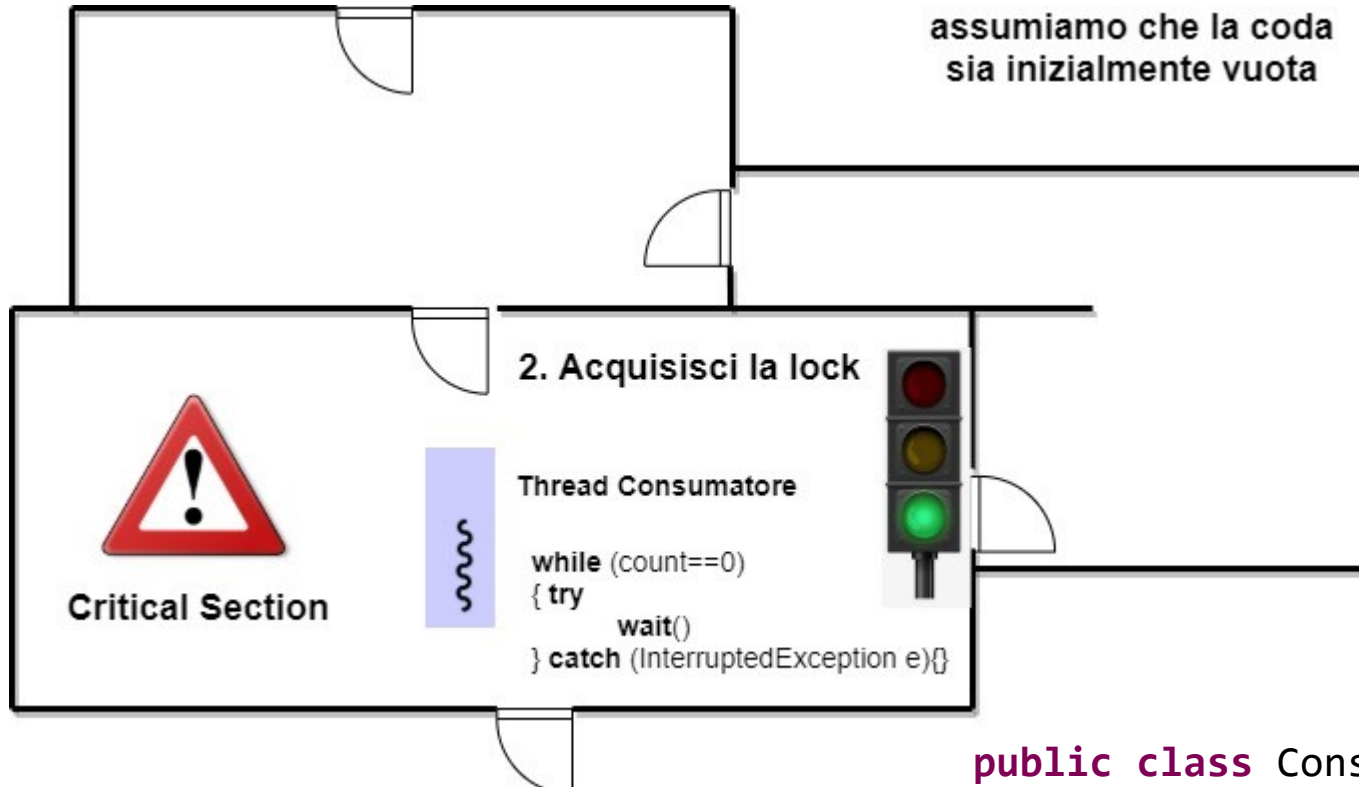 assumiamo che la coda
sia inizialmente vuota
2. Acquisisci la lock
Thread Consumatore
while (count==0)
{ try
wait()
} catch (InterruptedException e){}
Critical Section
public class Cons